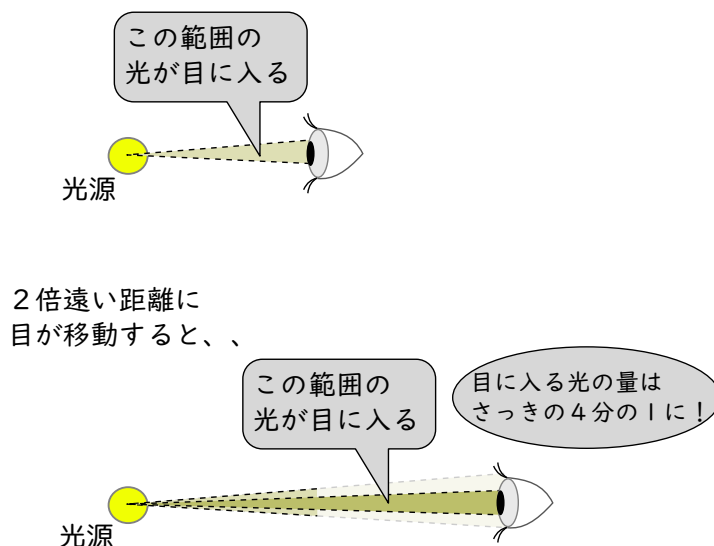 この範囲の
光が目に入る
光源
２倍遠い距離に
目が移動すると、、
この範囲の
光が目に入る
目に入る光の量は
さっきの４分の１に！
光源